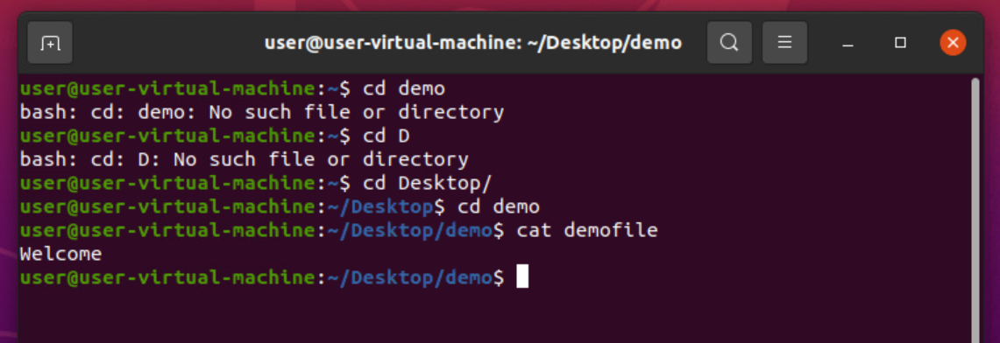 user@user-virtual-machine: ~/Desktop/demo
user@user-virtual-machine:~$ cd demo
bash: cd: demo: No such file or directory
user@user-virtual-machine:~$ cd D
bash: cd: D: No such file or directory
user@user-virtual-machine:~$ cd Desktop/
user@user-virtual-machine:~/Desktop$ cd demo
user@user-virtual-machine:~/Desktop/demo$ cat demofile
Welcome
user@user-virtual-machine:~/Desktop/demo$